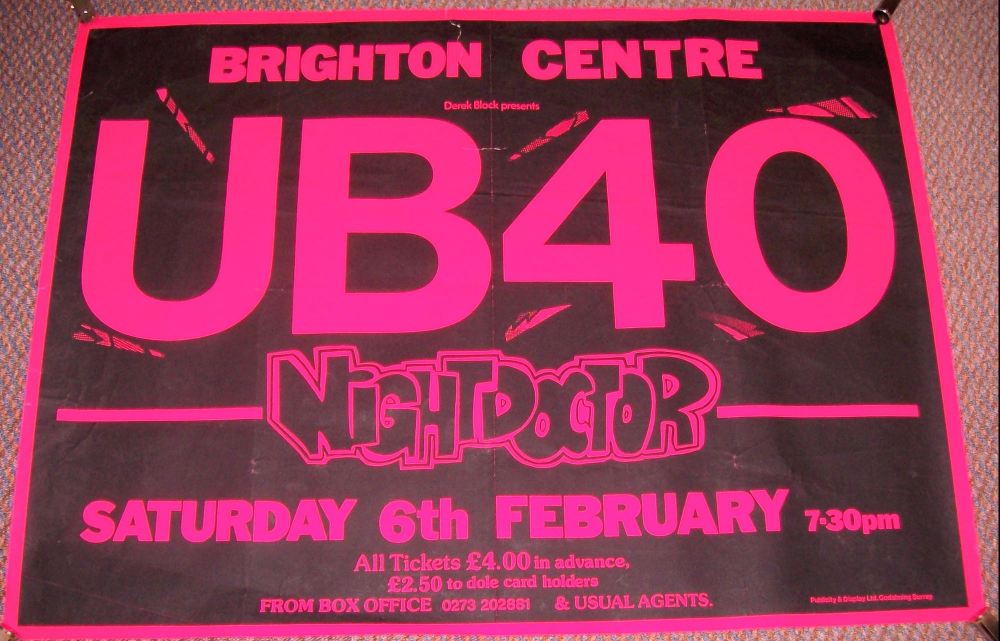 BRIGHTON CENTRE
Derek Block presents
UB40
NIGHTDOCTOR
SATURDAY 6th FEBRUARY 7·30pm
All Tickets £4.00 in advance,
£2.50 to dole card holders
FROM BOX OFFICE 0273 202881 & USUAL AGENTS.
Publicity & Display Ltd. Godalming Surrey